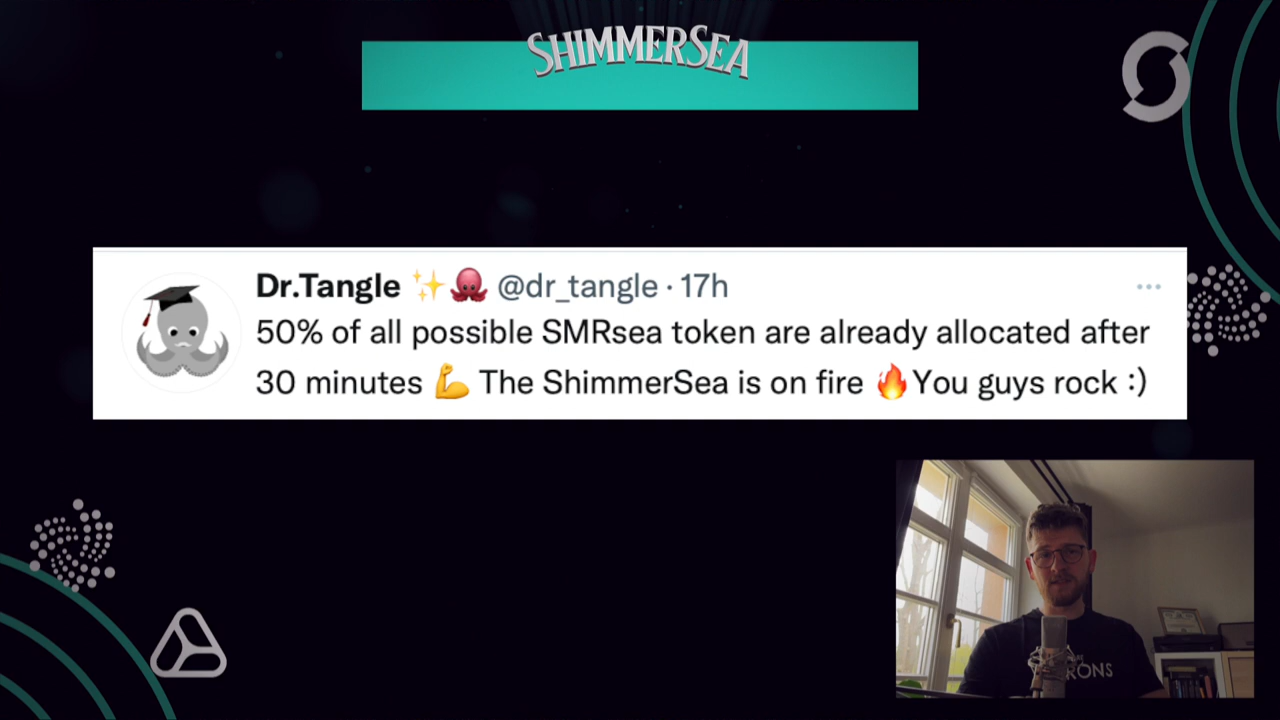 SHIMMERSEA
Dr.Tangle ✨🐙 @dr_tangle · 17h
50% of all possible SMRsea token are already allocated after
30 minutes 💪 The ShimmerSea is on fire 🔥You guys rock :)